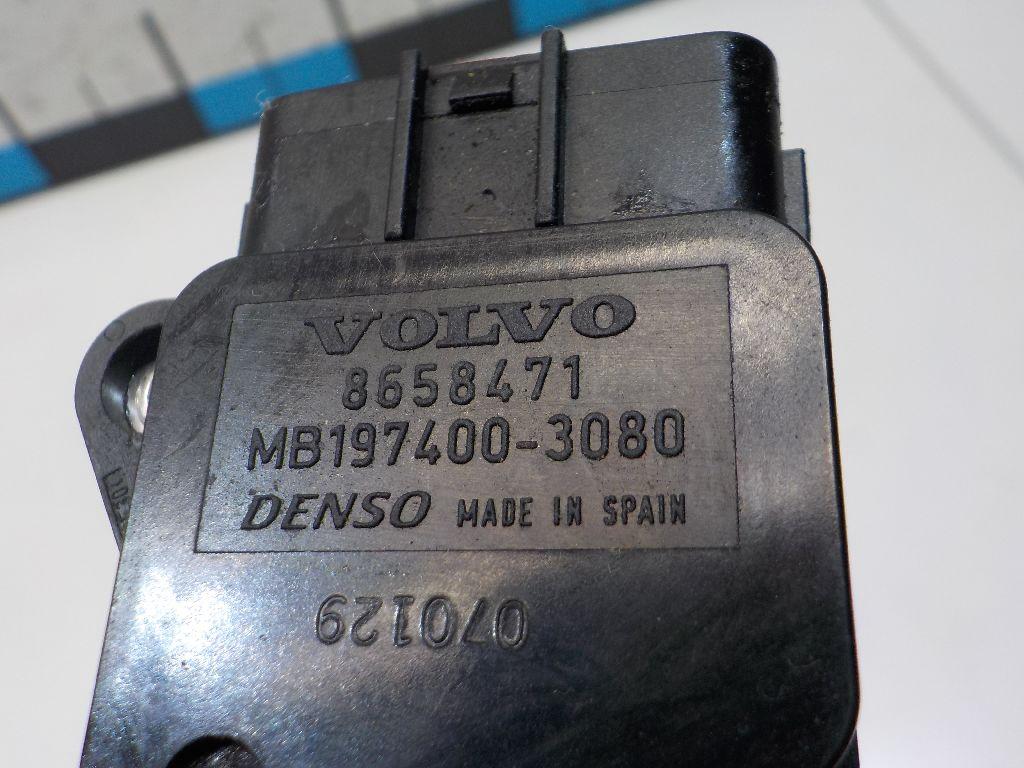 VOLVO
8658471
MB197400-3080
DENSO MADE IN SPAIN
070129